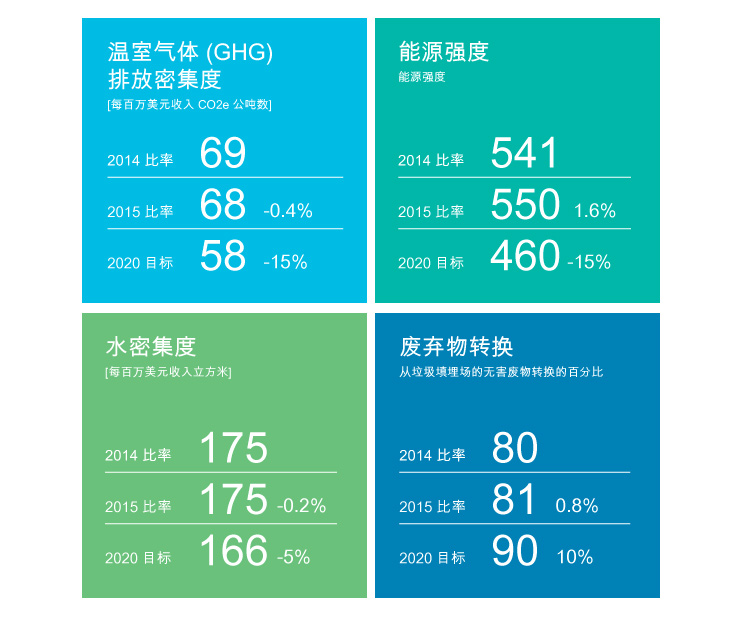 温室气体 (GHG)
排放密集度
[每百万美元收入 CO2e 公吨数]
2014 比率 69
2015 比率 68 -0.4%
2020 目标 58 -15%
能源强度
能源强度
2014 比率 541
2015 比率 550 1.6%
2020 目标 460 -15%
水密集度
[每百万美元收入立方米]
2014 比率 175
2015 比率 175 -0.2%
2020 目标 166 -5%
废弃物转换
从垃圾填埋场的无害废物转换的百分比
2014 比率 80
2015 比率 81 0.8%
2020 目标 90 10%